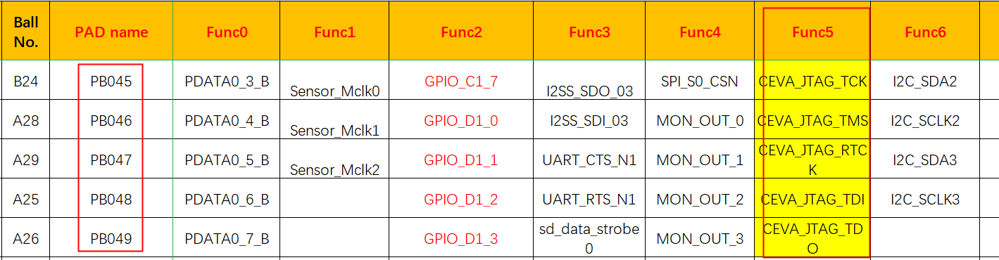 Ball No. PAD name Func0 Func1 Func2 Func3 Func4 Func5 Func6
B24 PB045 PDATA0_3_B Sensor_Mclk0 GPIO_C1_7 I2SS_SDO_03 SPI_S0_CSN CEVA_JTAG_TCK I2C_SDA2
A28 PB046 PDATA0_4_B Sensor_Mclk1 GPIO_D1_0 I2SS_SDI_03 MON_OUT_0 CEVA_JTAG_TMS I2C_SCLK2
A29 PB047 PDATA0_5_B Sensor_Mclk2 GPIO_D1_1 UART_CTS_N1 MON_OUT_1 CEVA_JTAG_RTCK I2C_SDA3
A25 PB048 PDATA0_6_B GPIO_D1_2 UART_RTS_N1 MON_OUT_2 CEVA_JTAG_TDI I2C_SCLK3
A26 PB049 PDATA0_7_B GPIO_D1_3 sd_data_strobe0 MON_OUT_3 CEVA_JTAG_TDO